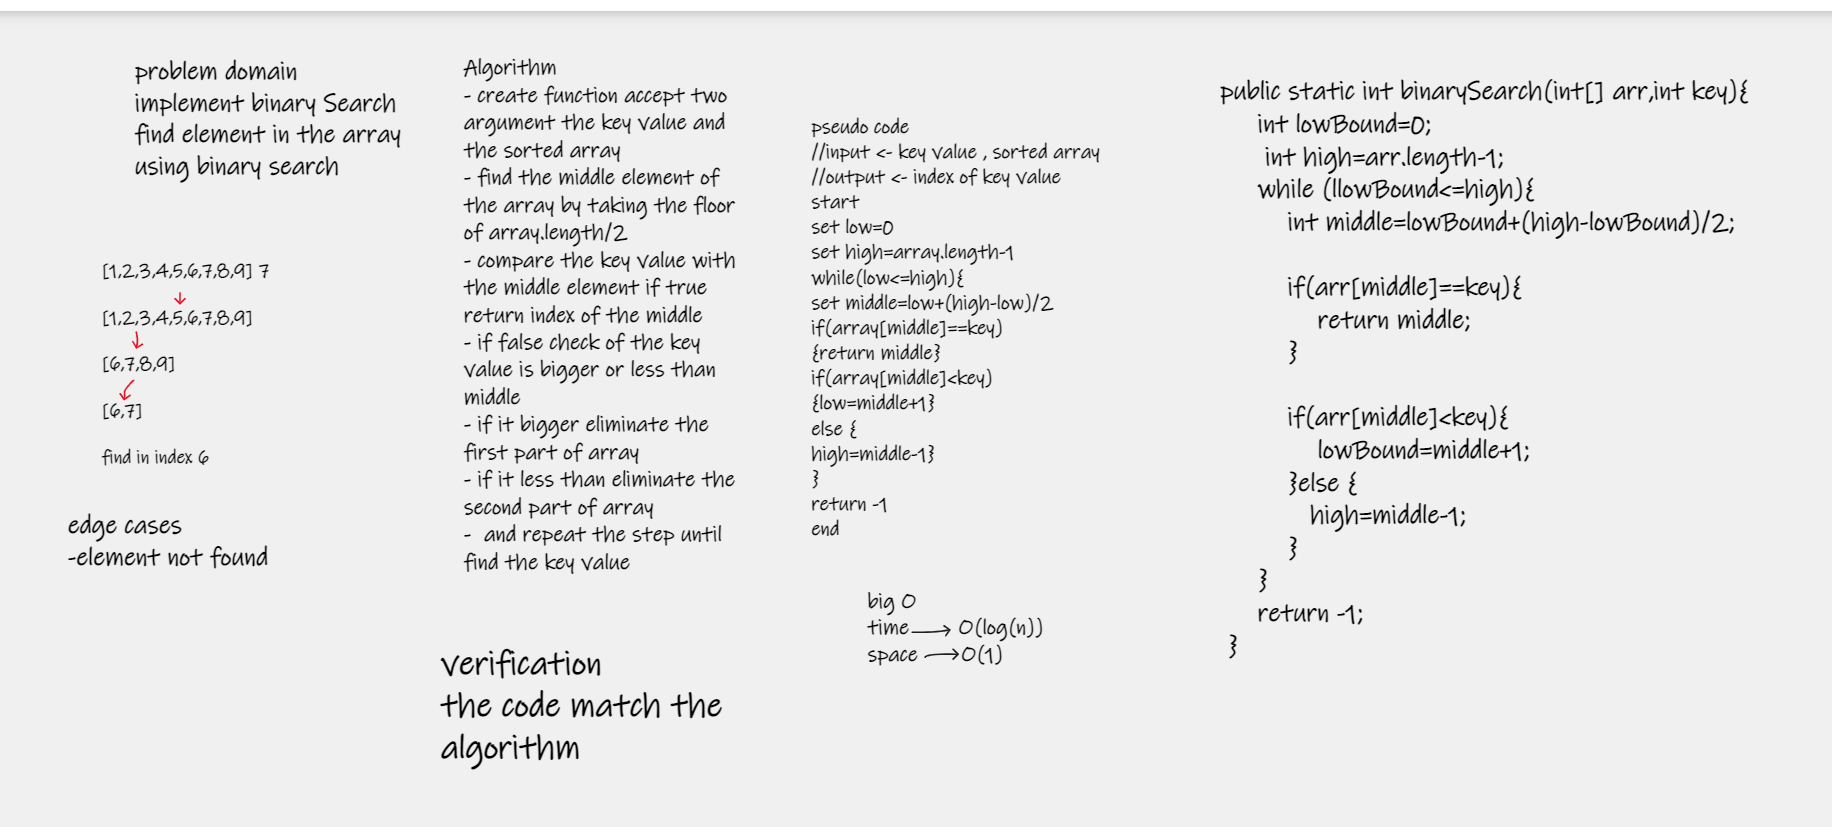 problem domain
implement binary Search
find element in the array
using binary search
[1,2,3,4,5,6,7,8,9] 7
[1,2,3,4,5,6,7,8,9]
[6,7,8,9]
[6,7]
find in index 6
edge cases
-element not found
Algorithm
- create function accept two
argument the key value and
the sorted array
- find the middle element of
the array by taking the floor
of array.length/2
- compare the key value with
the middle element if true
return index of the middle
- if false check of the key
value is bigger or less than
middle
- if it bigger eliminate the
first part of array
- if it less than eliminate the
second part of array
- and repeat the step until
find the key value
verification
the code match the
algorithm
pseudo code
//input <- key value , sorted array
//output <- index of key value
start
set low=0
set high=array.length-1
while(low<=high){
set middle=low+(high-low)/2
if(array[middle]==key)
{return middle}
if(array[middle]<key)
{low=middle+1}
else {
high=middle-1}
}
return -1
end
big O
time → O(log(n))
space → O(1)
public static int binarySearch(int[] arr,int key){
int lowBound=0;
int high=arr.length-1;
while (llowBound<=high){
int middle=lowBound+(high-lowBound)/2;
if(arr[middle]==key){
return middle;
}
if(arr[middle]<key){
lowBound=middle+1;
}else {
high=middle-1;
}
}
return -1;
}